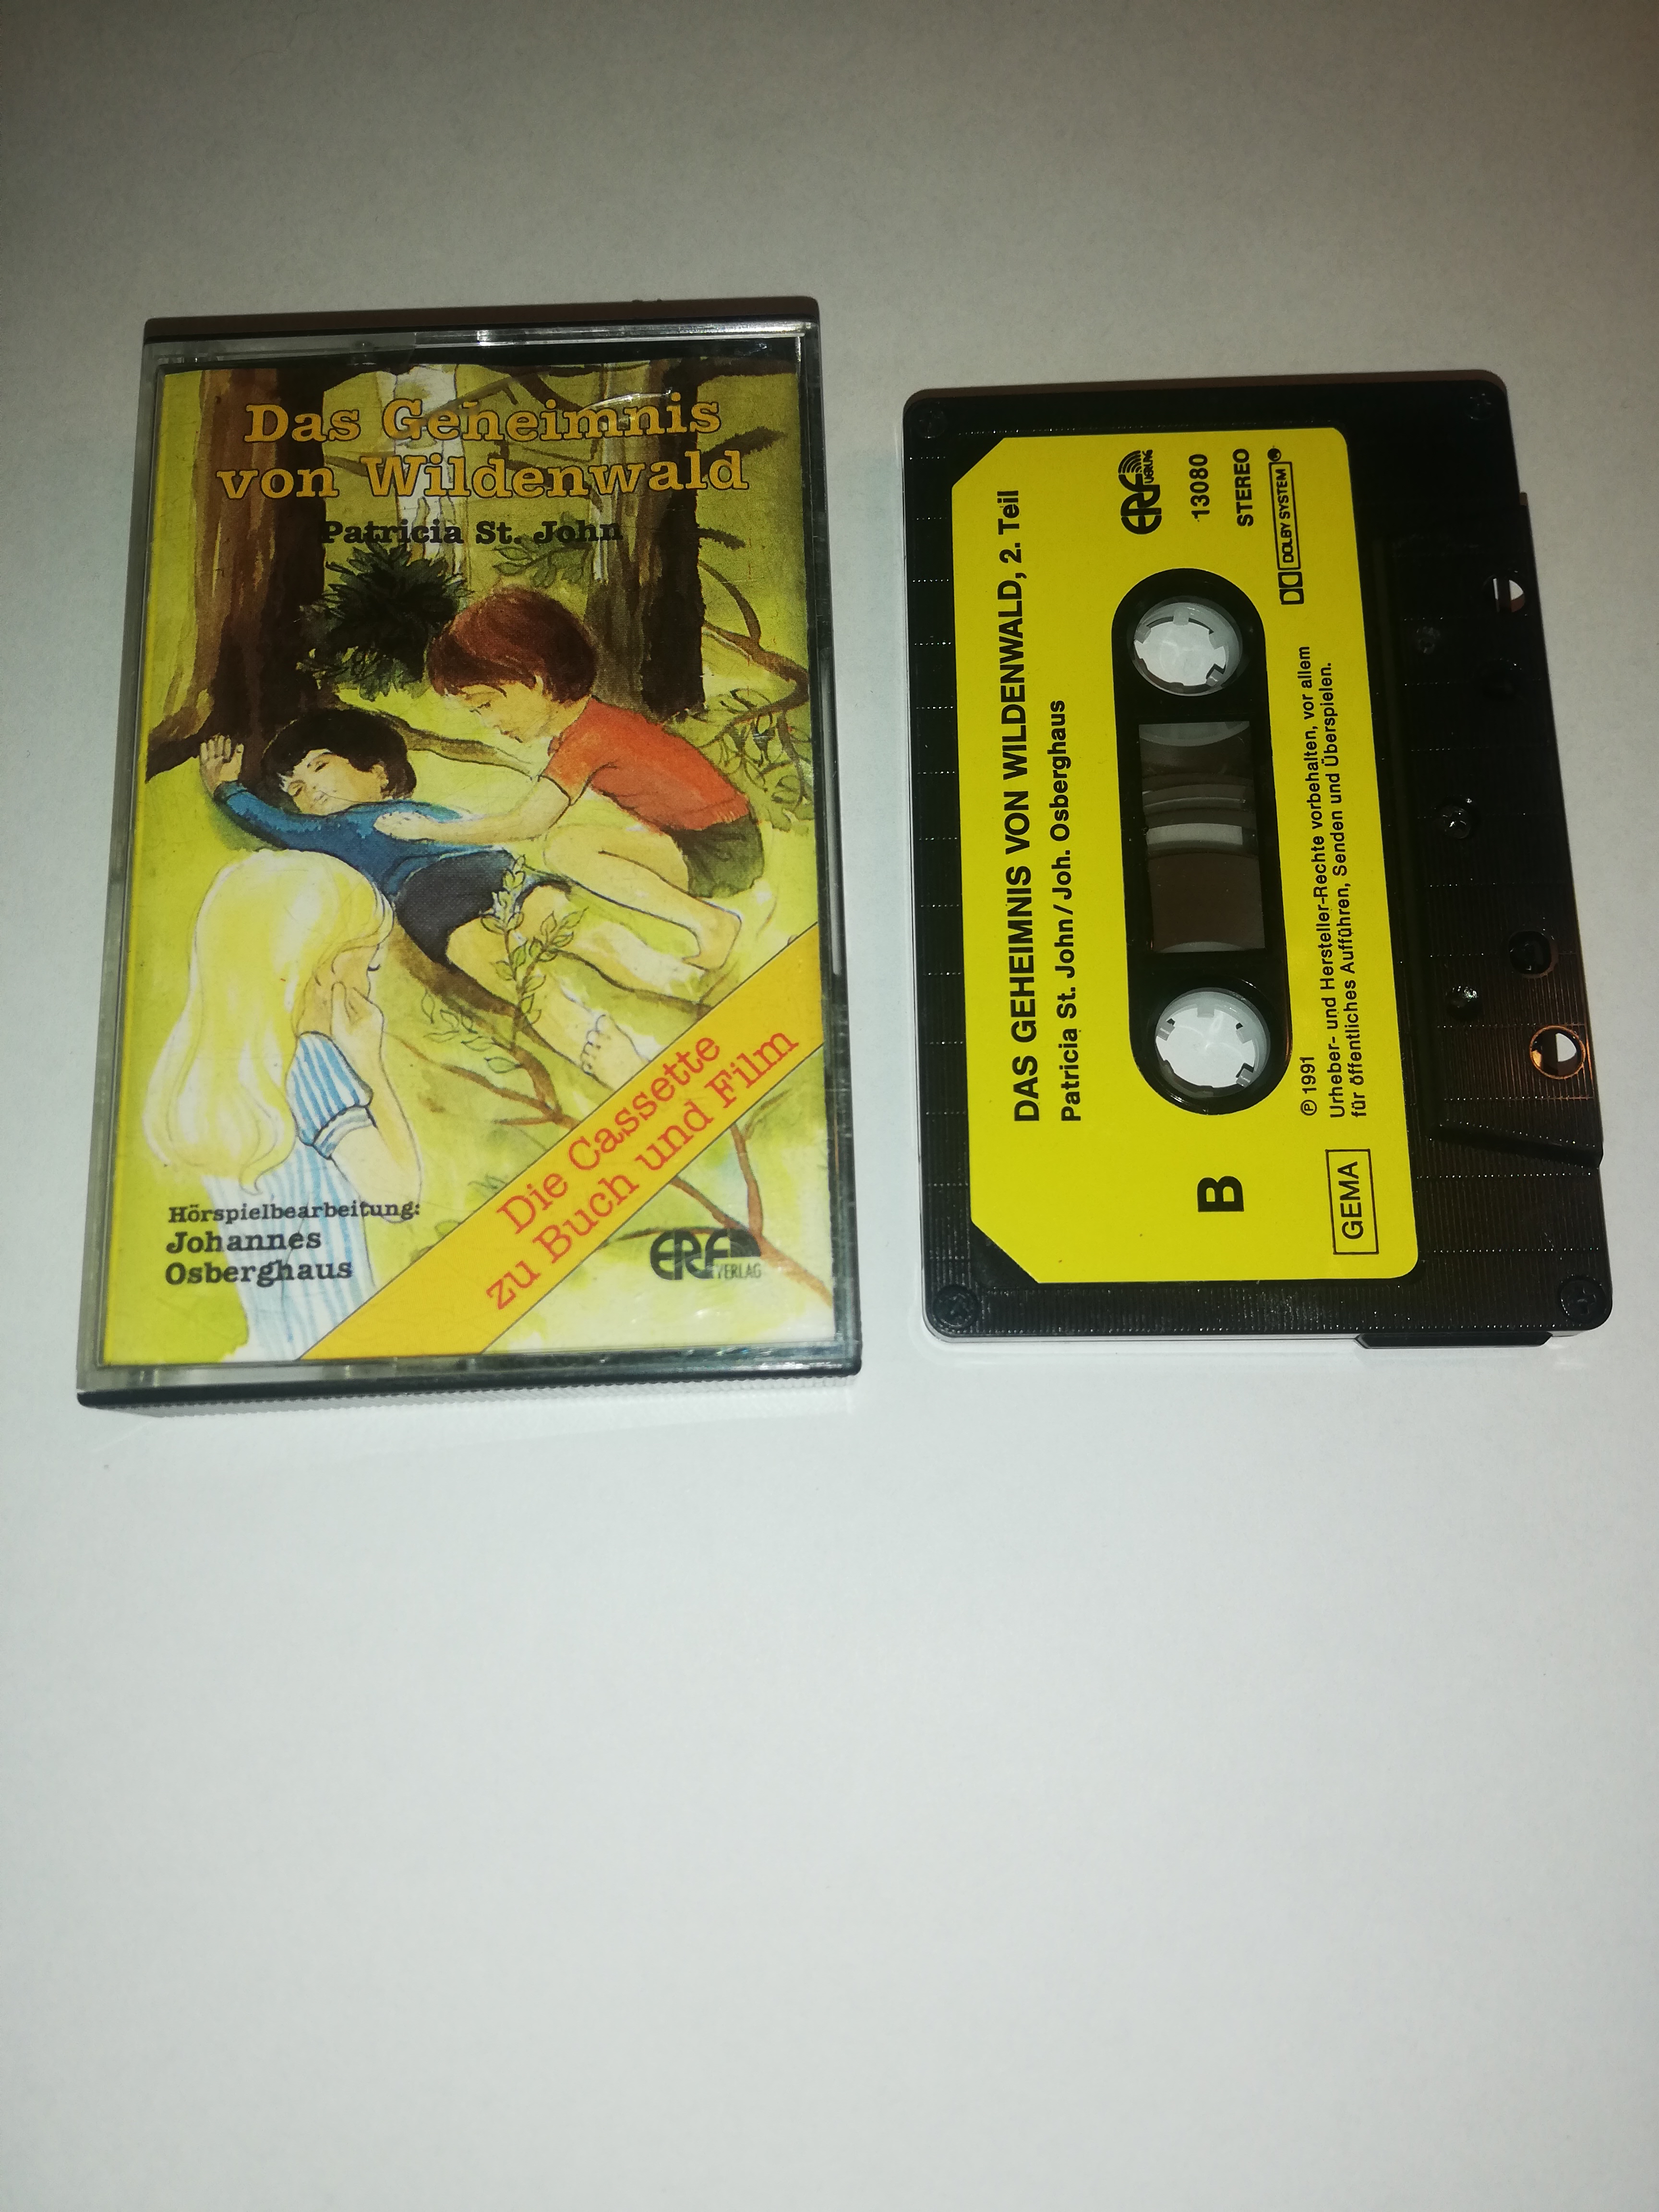 Das Geheimnis
von Wildenwald
Patricia St. John
Hörspielbearbeitung:
Johannes
Osberghaus
Die Cassette
zu Buch und Film
ERF
VERLAG
DAS GEHEIMNIS VON WILDENWALD, 2. Teil
Patricia St. John/Joh. Osberghaus
ERF
VERLAG
13080
STEREO
DOLBY SYSTEM®
B
℗ 1991
Urheber- und Hersteller-Rechte vorbehalten, vor allem
für öffentliches Aufführen, Senden und Überspielen.
GEMA